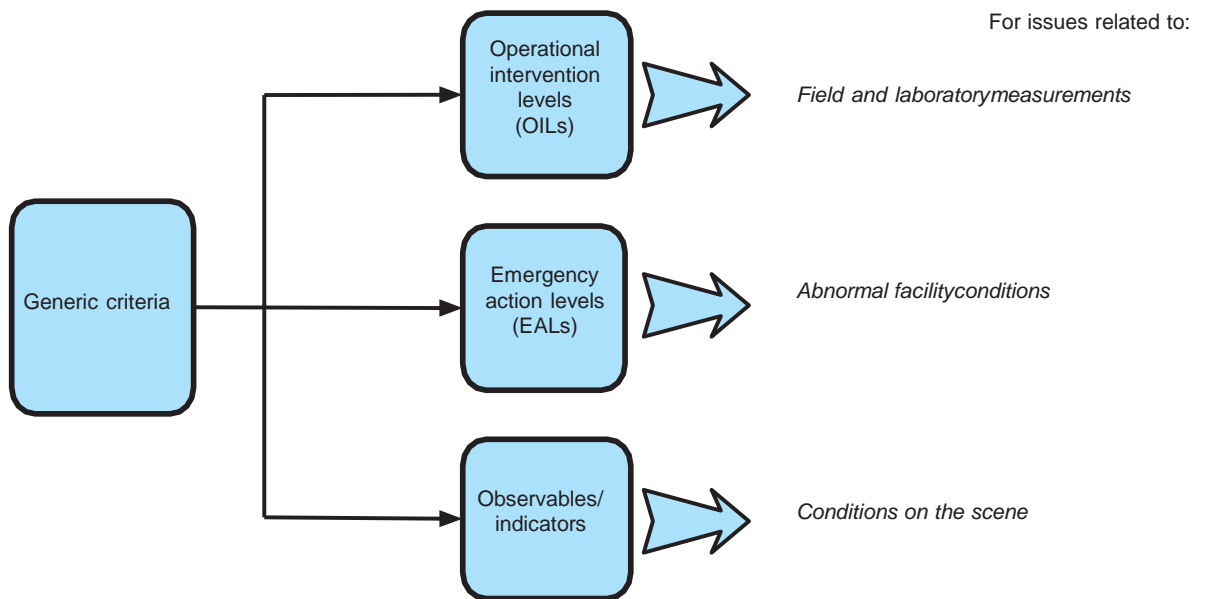 For issues related to:
Operational
intervention
levels
(OILs)
Field and laboratorymeasurements
Generic criteria
Emergency
action levels
(EALs)
Abnormal facilityconditions
Observables/
indicators
Conditions on the scene